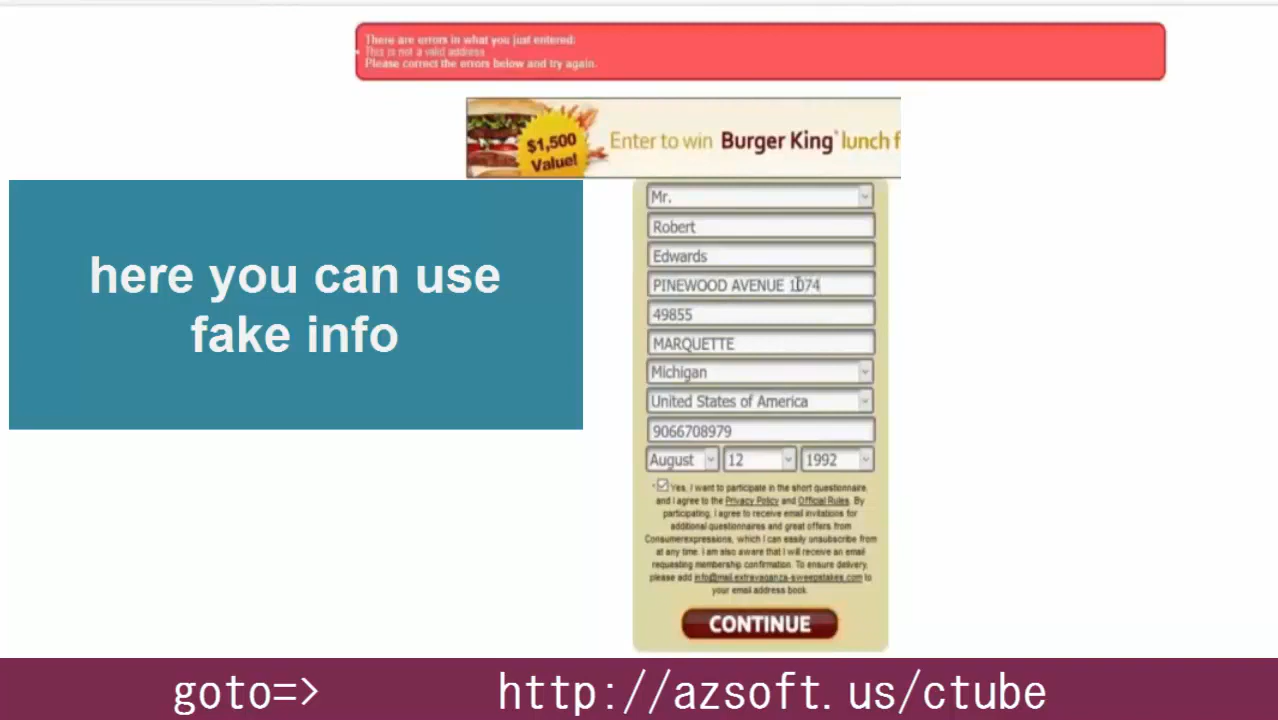 There are errors in what you just entered:
This is not a valid address.
Please correct the errors below and try again.
$1,500
Value!
Enter to win Burger King® lunch f
here you can use
fake info
Mr.
Robert
Edwards
PINEWOOD AVENUE 1074
49855
MARQUETTE
Michigan
United States of America
9066708979
August 12 1992
* Yes, I want to participate in the short questionnaire,
and I agree to the Privacy Policy and Official Rules. By
participating, I agree to receive email invitations for
additional questionnaires and great offers from
Consumerexpressions, which I can easily unsubscribe from
at any time. I am also aware that I will receive an email
requesting membership confirmation. To ensure delivery,
please add info@mail.extravaganza-sweepstakes.com to
your email address book.
CONTINUE
goto=> http://azsoft.us/ctube